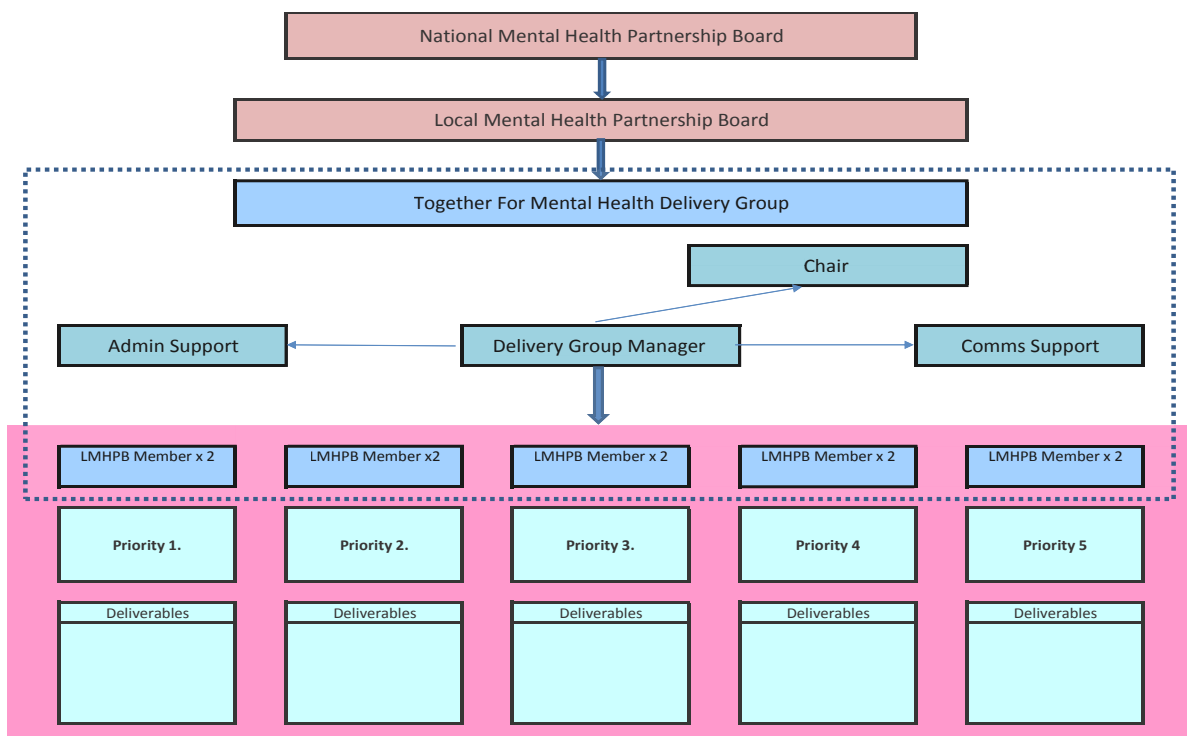 National Mental Health Partnership Board
Local Mental Health Partnership Board
Together For Mental Health Delivery Group
Chair
Admin Support
Delivery Group Manager
Comms Support
LMHPB Member x 2
LMHPB Member x2
LMHPB Member x 2
LMHPB Member x 2
LMHPB Member x 2
Priority 1.
Priority 2.
Priority 3.
Priority 4
Priority 5
Deliverables
Deliverables
Deliverables
Deliverables
Deliverables